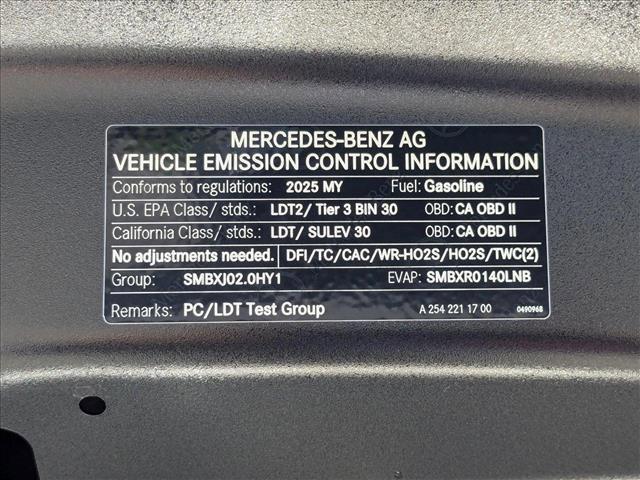 MERCEDES-BENZ AG
VEHICLE EMISSION CONTROL INFORMATION
Conforms to regulations: 2025 MY Fuel: Gasoline
U.S. EPA Class/ stds.: LDT2/ Tier 3 BIN 30 OBD: CA OBD II
California Class/ stds.: LDT/ SULEV 30 OBD: CA OBD II
No adjustments needed. DFI/TC/CAC/WR-HO2S/HO2S/TWC(2)
Group: SMBXJ02.0HY1 EVAP: SMBXR0140LNB
Remarks: PC/LDT Test Group A 254 221 17 00 0490968